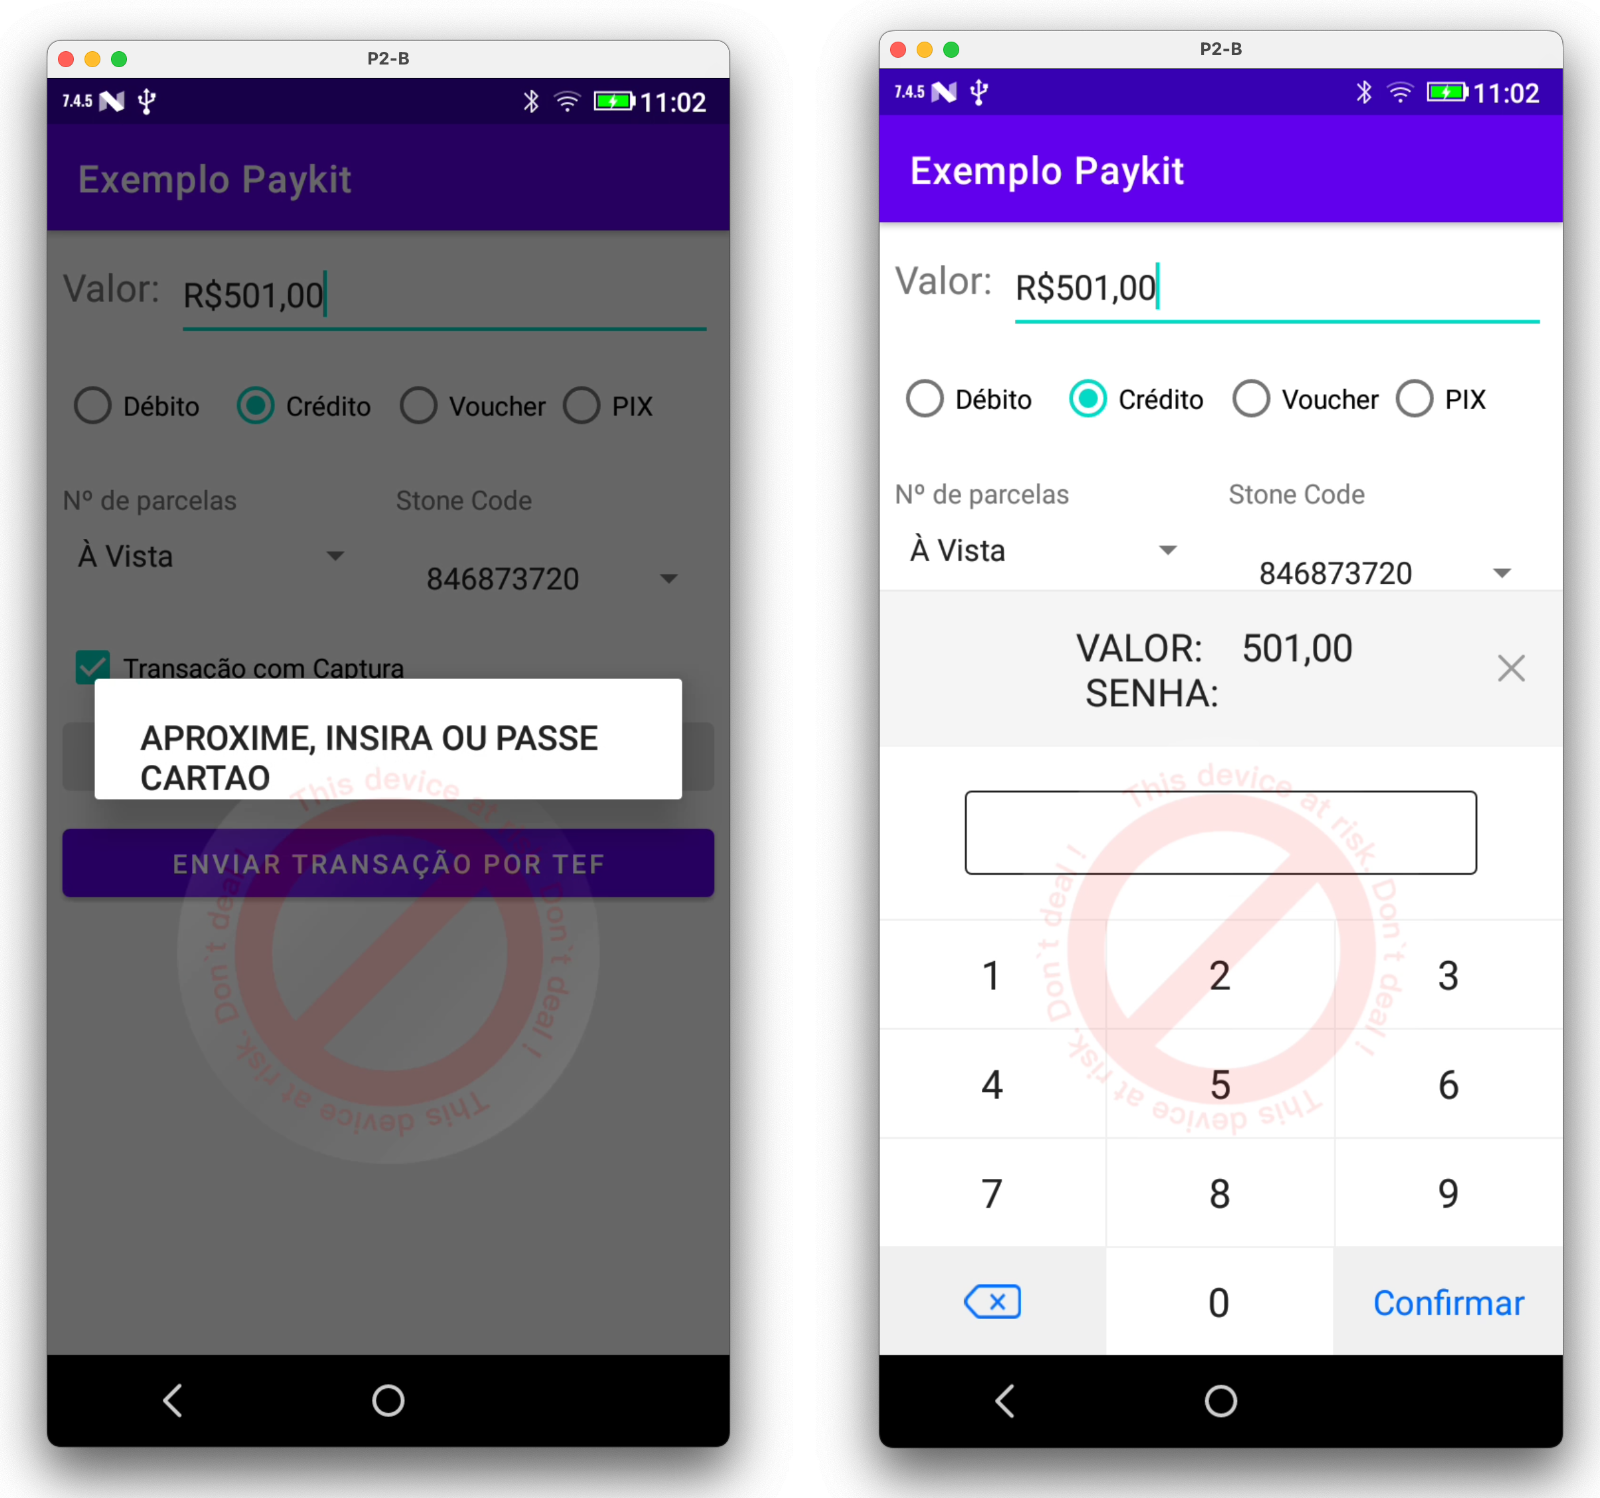 P2-B
7.4.5
11:02
Exemplo Paykit
Valor: R$501,00
Débito Crédito Voucher PIX
Nº de parcelas Stone Code
À Vista
846873720
Transação com Captura
APROXIME, INSIRA OU PASSE
CARTAO
ENVIAR TRANSAÇÃO POR TEF
This device at risk. Don`t deal !
This device at risk. Don`t deal !
P2-B
7.4.5
11:02
Exemplo Paykit
Valor: R$501,00
Débito Crédito Voucher PIX
Nº de parcelas Stone Code
À Vista
846873720
VALOR: 501,00
SENHA:
This device at risk. Don`t deal !
This device at risk. Don`t deal !
1 2 3
4 5 6
7 8 9
0 Confirmar